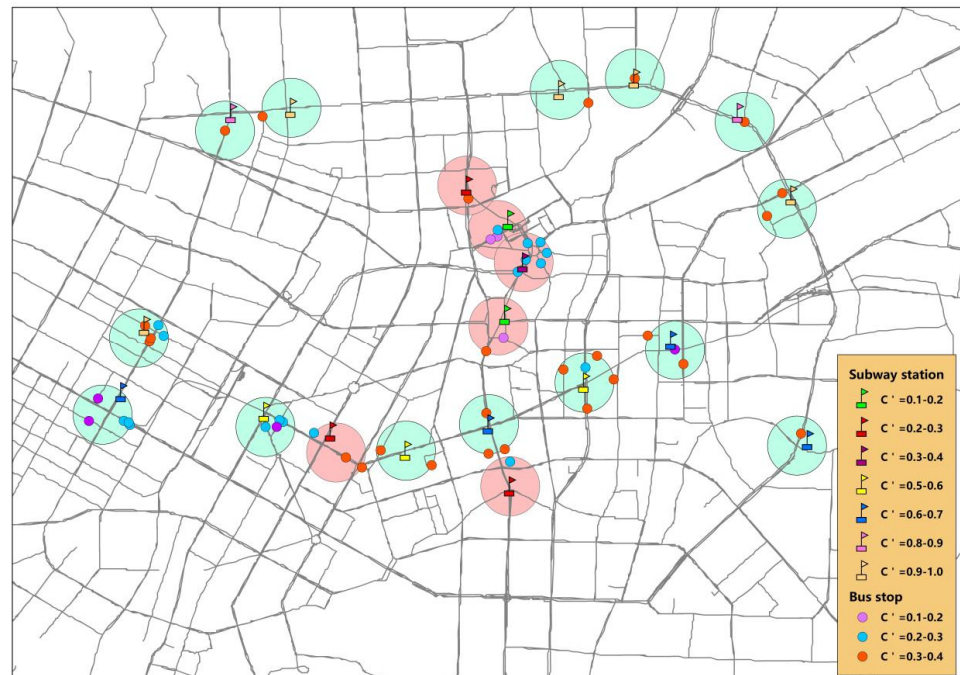 Subway station
C ' =0.1-0.2
C ' =0.2-0.3
C ' =0.3-0.4
C ' =0.5-0.6
C ' =0.6-0.7
C ' =0.8-0.9
C ' =0.9-1.0
Bus stop
C ' =0.1-0.2
C ' =0.2-0.3
C ' =0.3-0.4